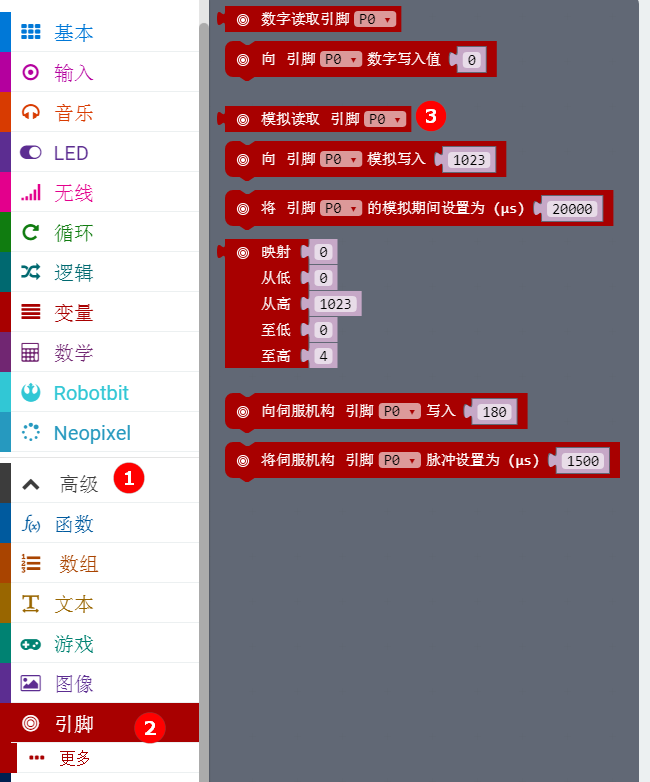 基本
输入
音乐
LED
无线
循环
逻辑
变量
数学
Robotbit
Neopixel
高级 1
f(x) 函数
数组
文本
游戏
图像
引脚 2
更多
数字读取引脚 P0
向 引脚 P0 数字写入值 0
模拟读取 引脚 P0 3
向 引脚 P0 模拟写入 1023
将 引脚 P0 的模拟期间设置为 (µs) 20000
映射 0
从低 0
从高 1023
至低 0
至高 4
向伺服机构 引脚 P0 写入 180
将伺服机构 引脚 P0 脉冲设置为 (µs) 1500